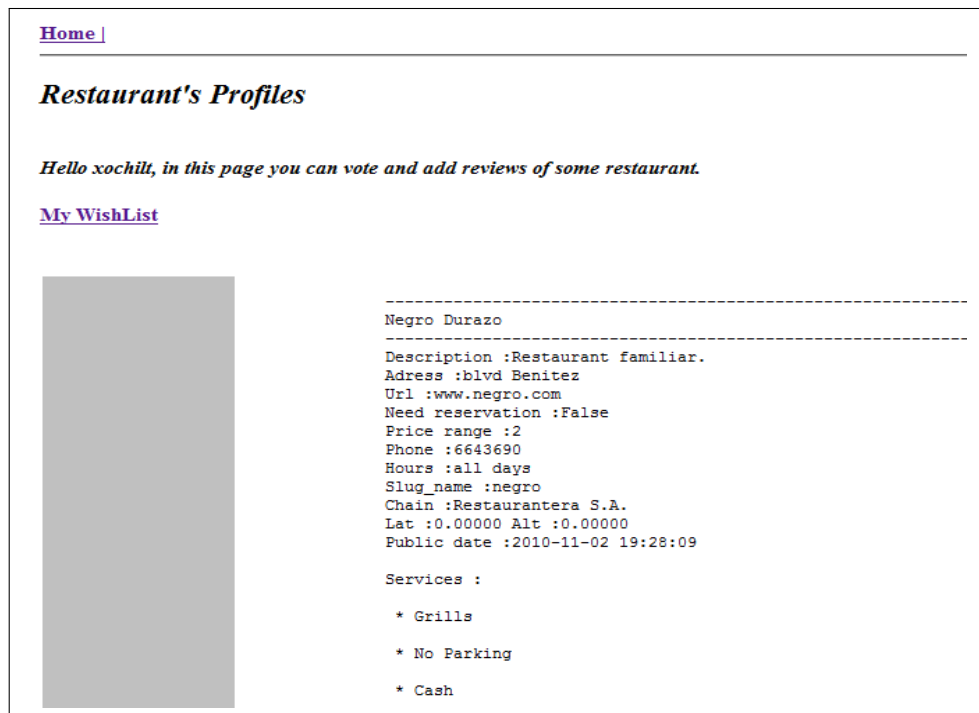 Home |
Restaurant's Profiles
Hello xochilt, in this page you can vote and add reviews of some restaurant.
My WishList
------------------------------------------------------------
Negro Durazo
------------------------------------------------------------
Description :Restaurant familiar.
Adress :blvd Benitez
Url :www.negro.com
Need reservation :False
Price range :2
Phone :6643690
Hours :all days
Slug_name :negro
Chain :Restaurantera S.A.
Lat :0.00000 Alt :0.00000
Public date :2010-11-02 19:28:09
Services :
* Grills
* No Parking
* Cash